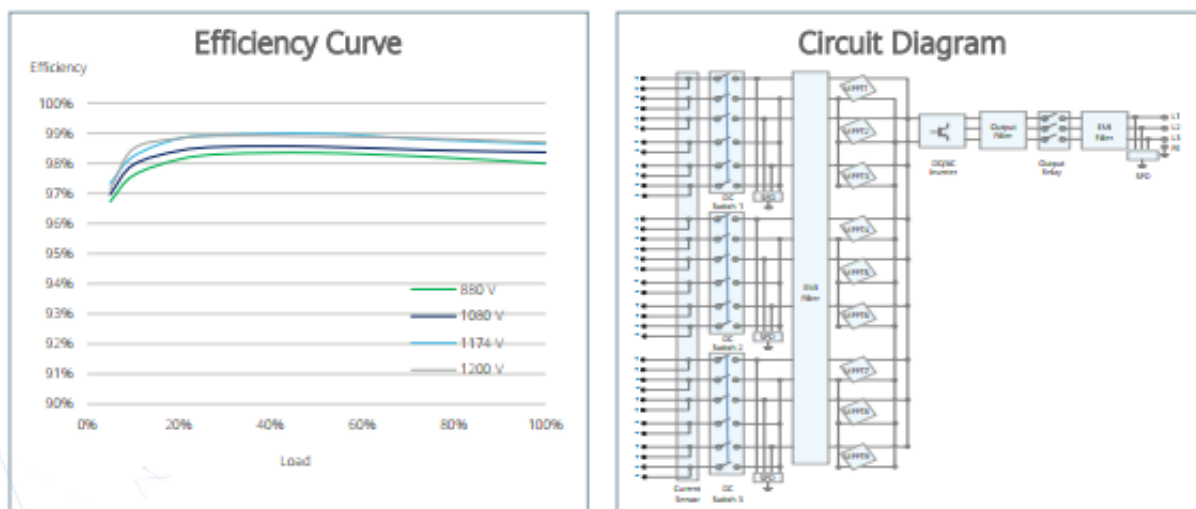 Efficiency Curve
Efficiency
100%
99%
98%
97%
96%
95%
94%
93%
92%
91%
90%
880 V
1080 V
1174 V
1200 V
0%
20%
40%
60%
80%
100%
Load
Circuit Diagram
MPPT1
MPPT2
MPPT3
MPPT4
MPPT5
MPPT6
MPPT7
MPPT8
MPPT9
DC
Switch 1
SPD
DC
Switch 2
SPD
DC
Switch 3
SPD
Current
Sensor
EMI
Filter
DC/AC
Inverter
Output
Filter
Output
Relay
EMI
Filter
L1
L2
L3
PE
SPD